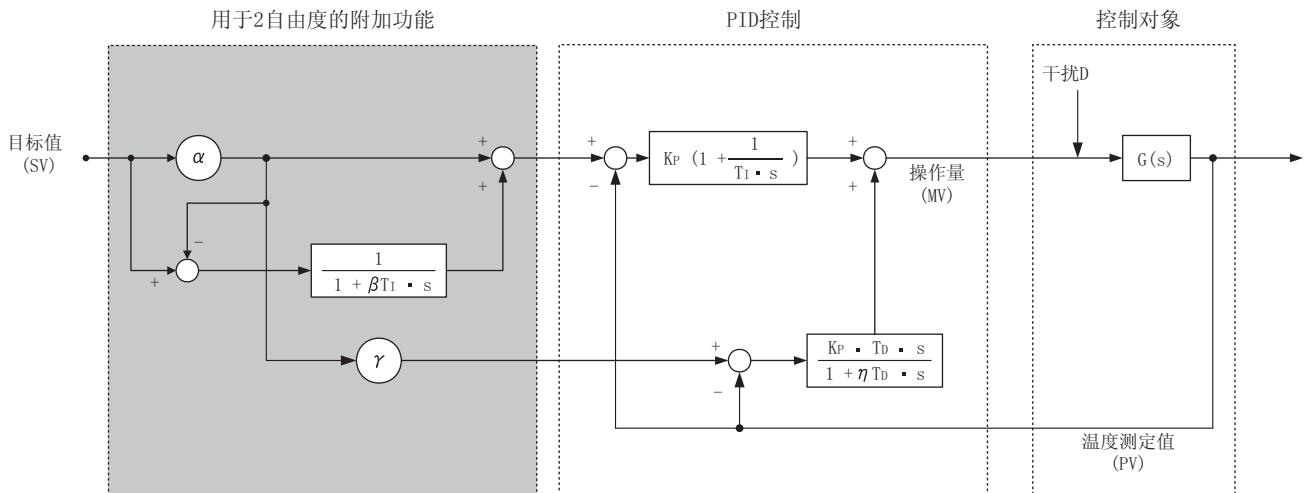 用于2自由度的附加功能
PID控制
控制对象
干扰D
目标值
(SV)
α
+
+
+
−
KP (1 + 1
TI ▪ s )
+
+
操作量
(MV)
G(s)
−
+
1
1 + βTI ▪ s
γ
+
−
KP ▪ TD ▪ s
1 + η TD ▪ s
温度测定值
(PV)